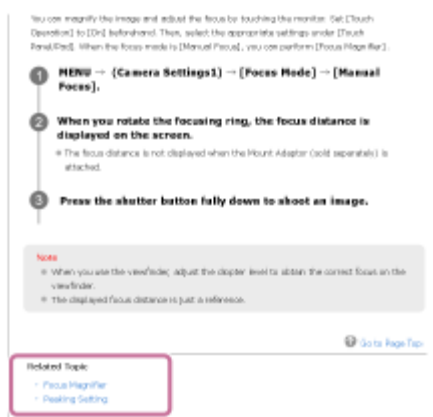 You can magnify the image and adjust the focus by touching the monitor. Set [Touch
Operation] to [On] beforehand. Then, select the appropriate settings under [Touch
Panel/Pad]. When the focus mode is [Manual Focus], you can perform [Focus Magnifier].
1 MENU → (Camera Settings1) → [Focus Mode] → [Manual
Focus].
2 When you rotate the focusing ring, the focus distance is
displayed on the screen.
The focus distance is not displayed when the Mount Adaptor (sold separately) is
attached.
3 Press the shutter button fully down to shoot an image.
Note
When you use the viewfinder, adjust the diopter level to obtain the correct focus on the
viewfinder.
The displayed focus distance is just a reference.
Go to Page Top
Related Topic
Focus Magnifier
Peaking Setting